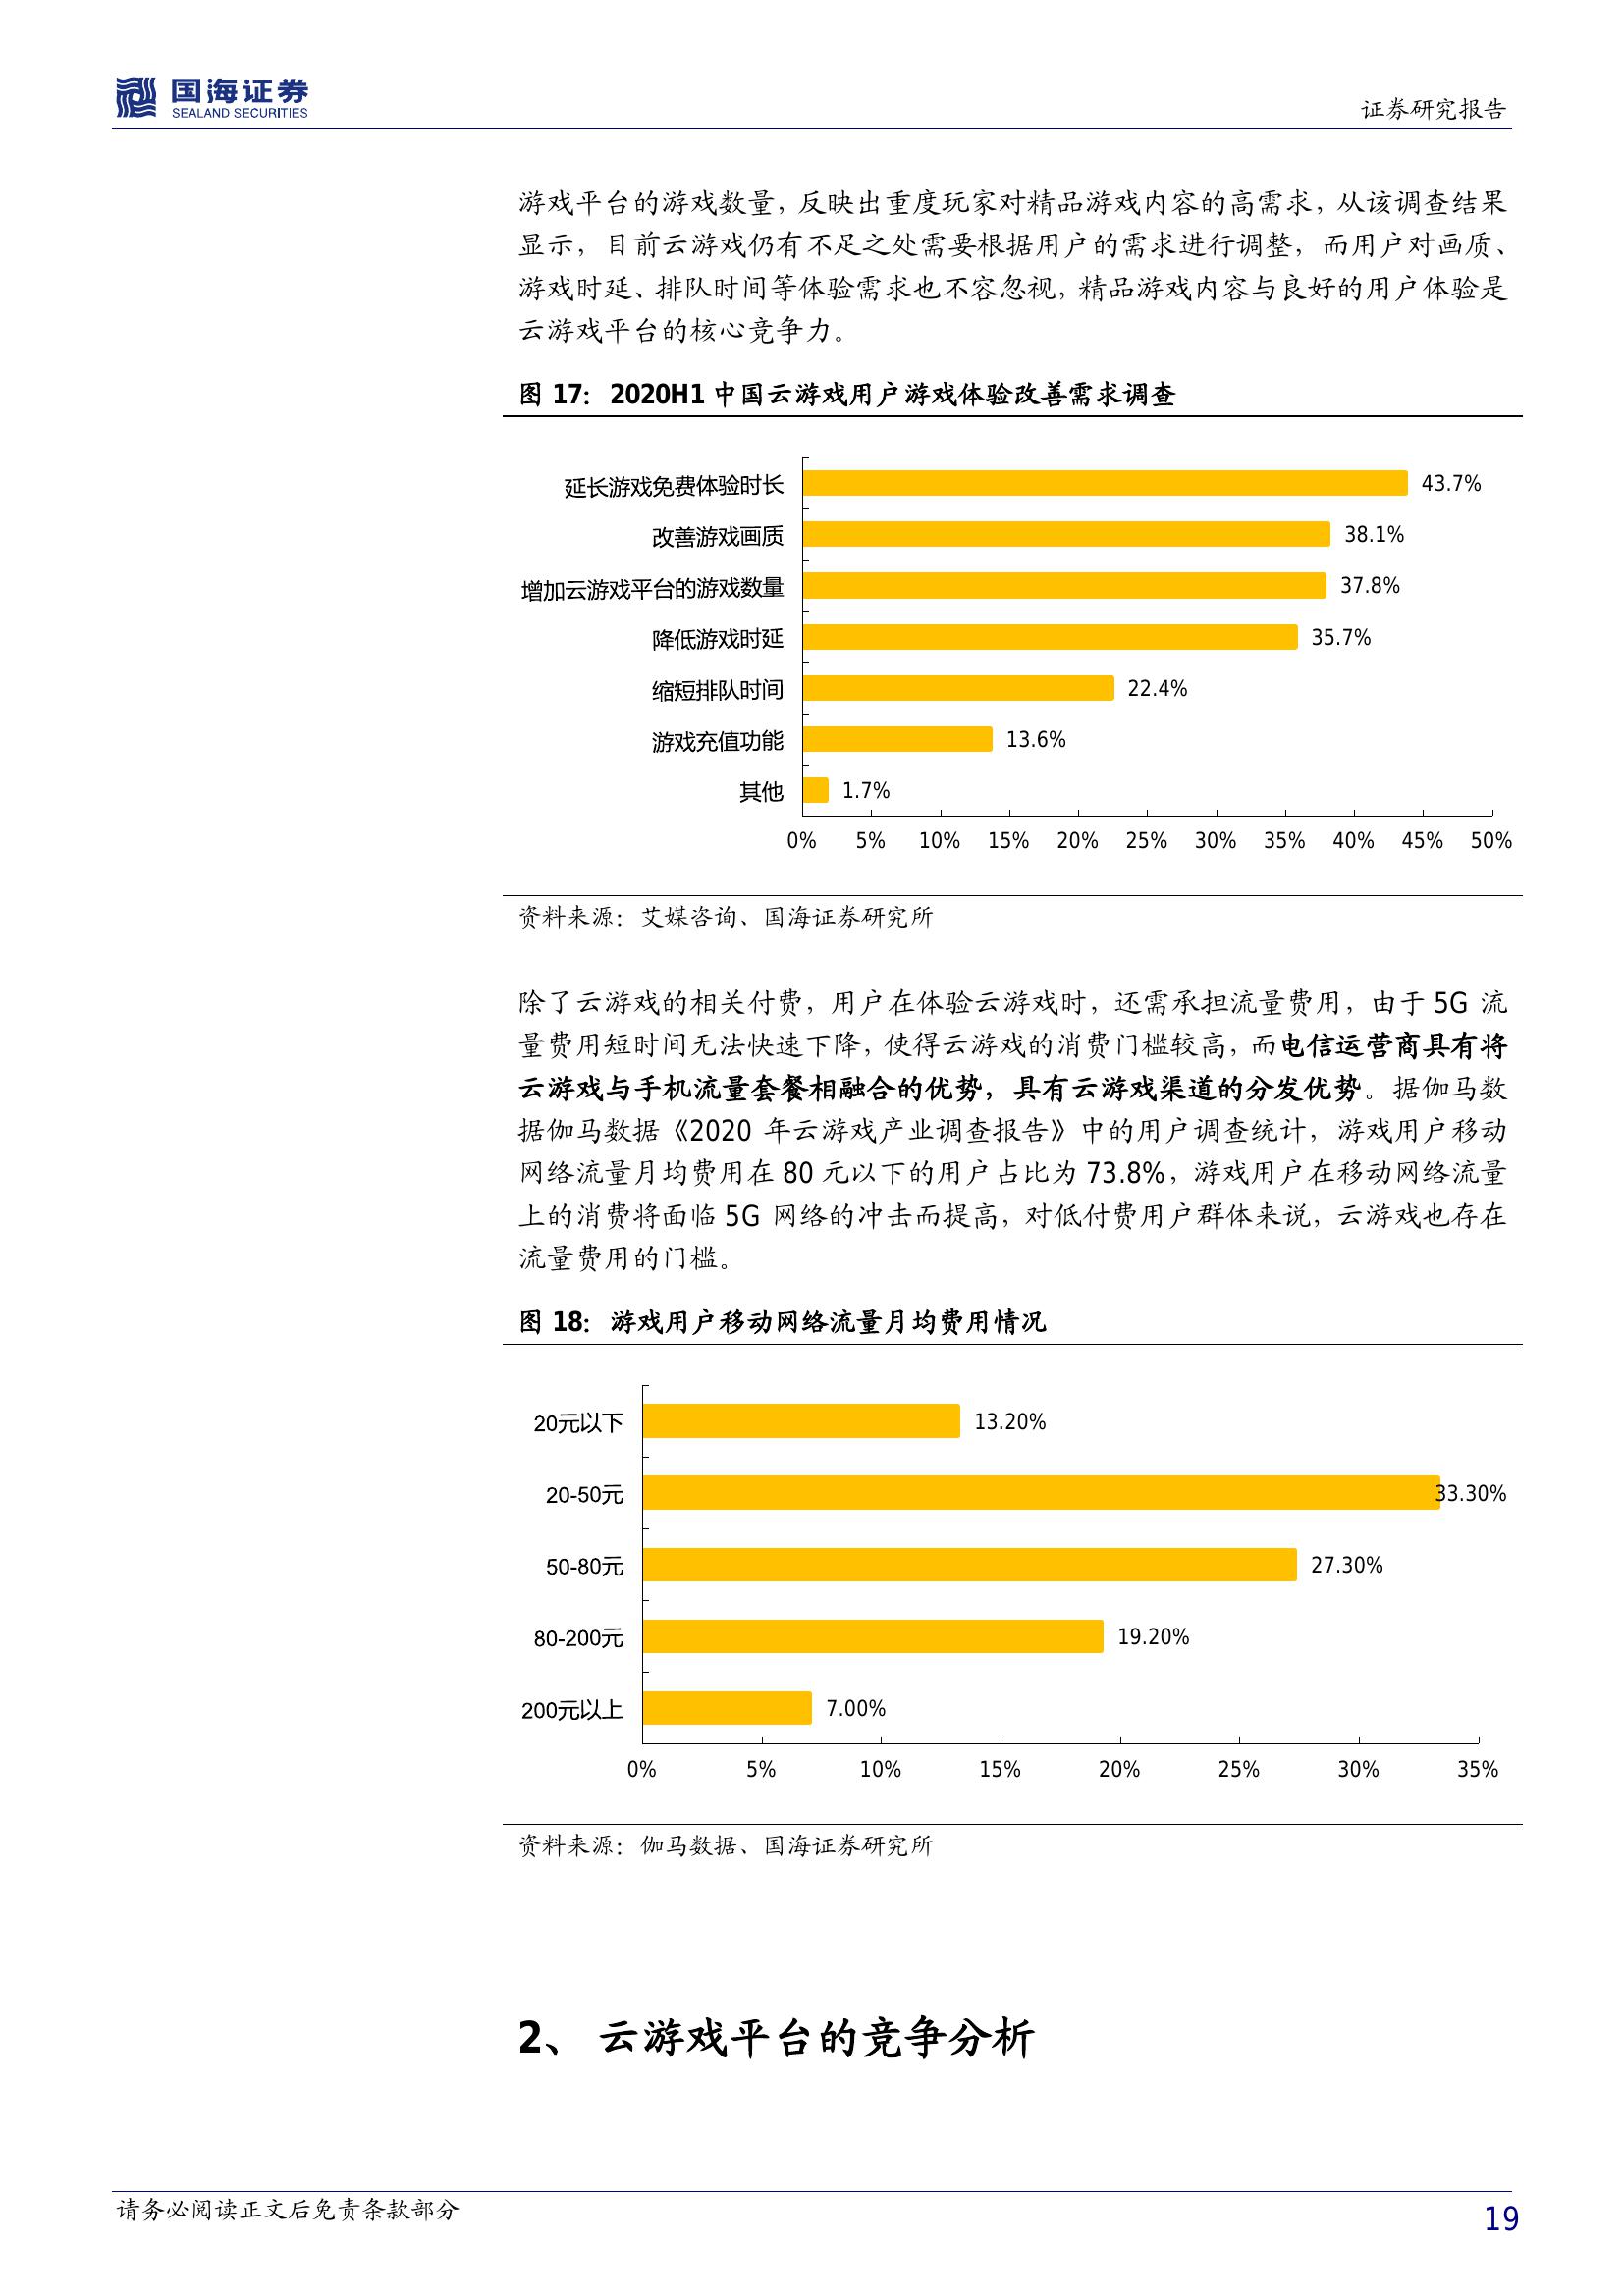 国海证券
SEALAND SECURITIES
证券研究报告
游戏平台的游戏数量，反映出重度玩家对精品游戏内容的高需求，从该调查结果
显示，目前云游戏仍有不足之处需要根据用户的需求进行调整，而用户对画质、
游戏时延、排队时间等体验需求也不容忽视，精品游戏内容与良好的用户体验是
云游戏平台的核心竞争力。
图 17：2020H1 中国云游戏用户游戏体验改善需求调查
延长游戏免费体验时长 43.7%
改善游戏画质 38.1%
增加云游戏平台的游戏数量 37.8%
降低游戏时延 35.7%
缩短排队时间 22.4%
游戏充值功能 13.6%
其他 1.7%
0% 5% 10% 15% 20% 25% 30% 35% 40% 45% 50%
资料来源：艾媒咨询、国海证券研究所
除了云游戏的相关付费，用户在体验云游戏时，还需承担流量费用，由于 5G 流
量费用短时间无法快速下降，使得云游戏的消费门槛较高，而电信运营商具有将
云游戏与手机流量套餐相融合的优势，具有云游戏渠道的分发优势。据伽马数
据伽马数据《2020 年云游戏产业调查报告》中的用户调查统计，游戏用户移动
网络流量月均费用在 80 元以下的用户占比为 73.8%，游戏用户在移动网络流量
上的消费将面临 5G 网络的冲击而提高，对低付费用户群体来说，云游戏也存在
流量费用的门槛。
图 18：游戏用户移动网络流量月均费用情况
20元以下 13.20%
20-50元 33.30%
50-80元 27.30%
80-200元 19.20%
200元以上 7.00%
0% 5% 10% 15% 20% 25% 30% 35%
资料来源：伽马数据、国海证券研究所
2、 云游戏平台的竞争分析
请务必阅读正文后免责条款部分
19